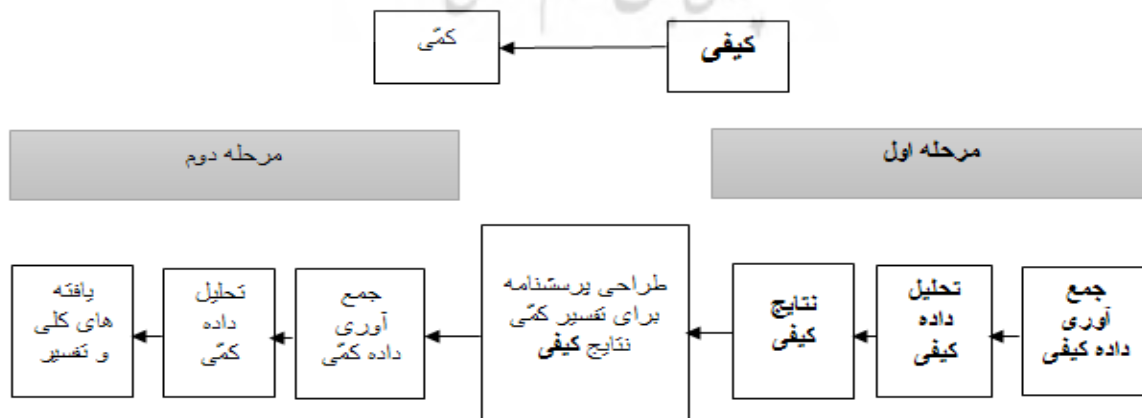 کیفی
کمّی
مرحله اول
مرحله دوم
جمع
آوری
داده کیفی
تحلیل
داده
کیفی
نتایج
کیفی
طراحی پرسشنامه
برای تفسیر کمّی
نتایج کیفی
جمع
آوری
داده کمّی
تحلیل
داده
کمّی
یافته
های کلی
و تفسیر